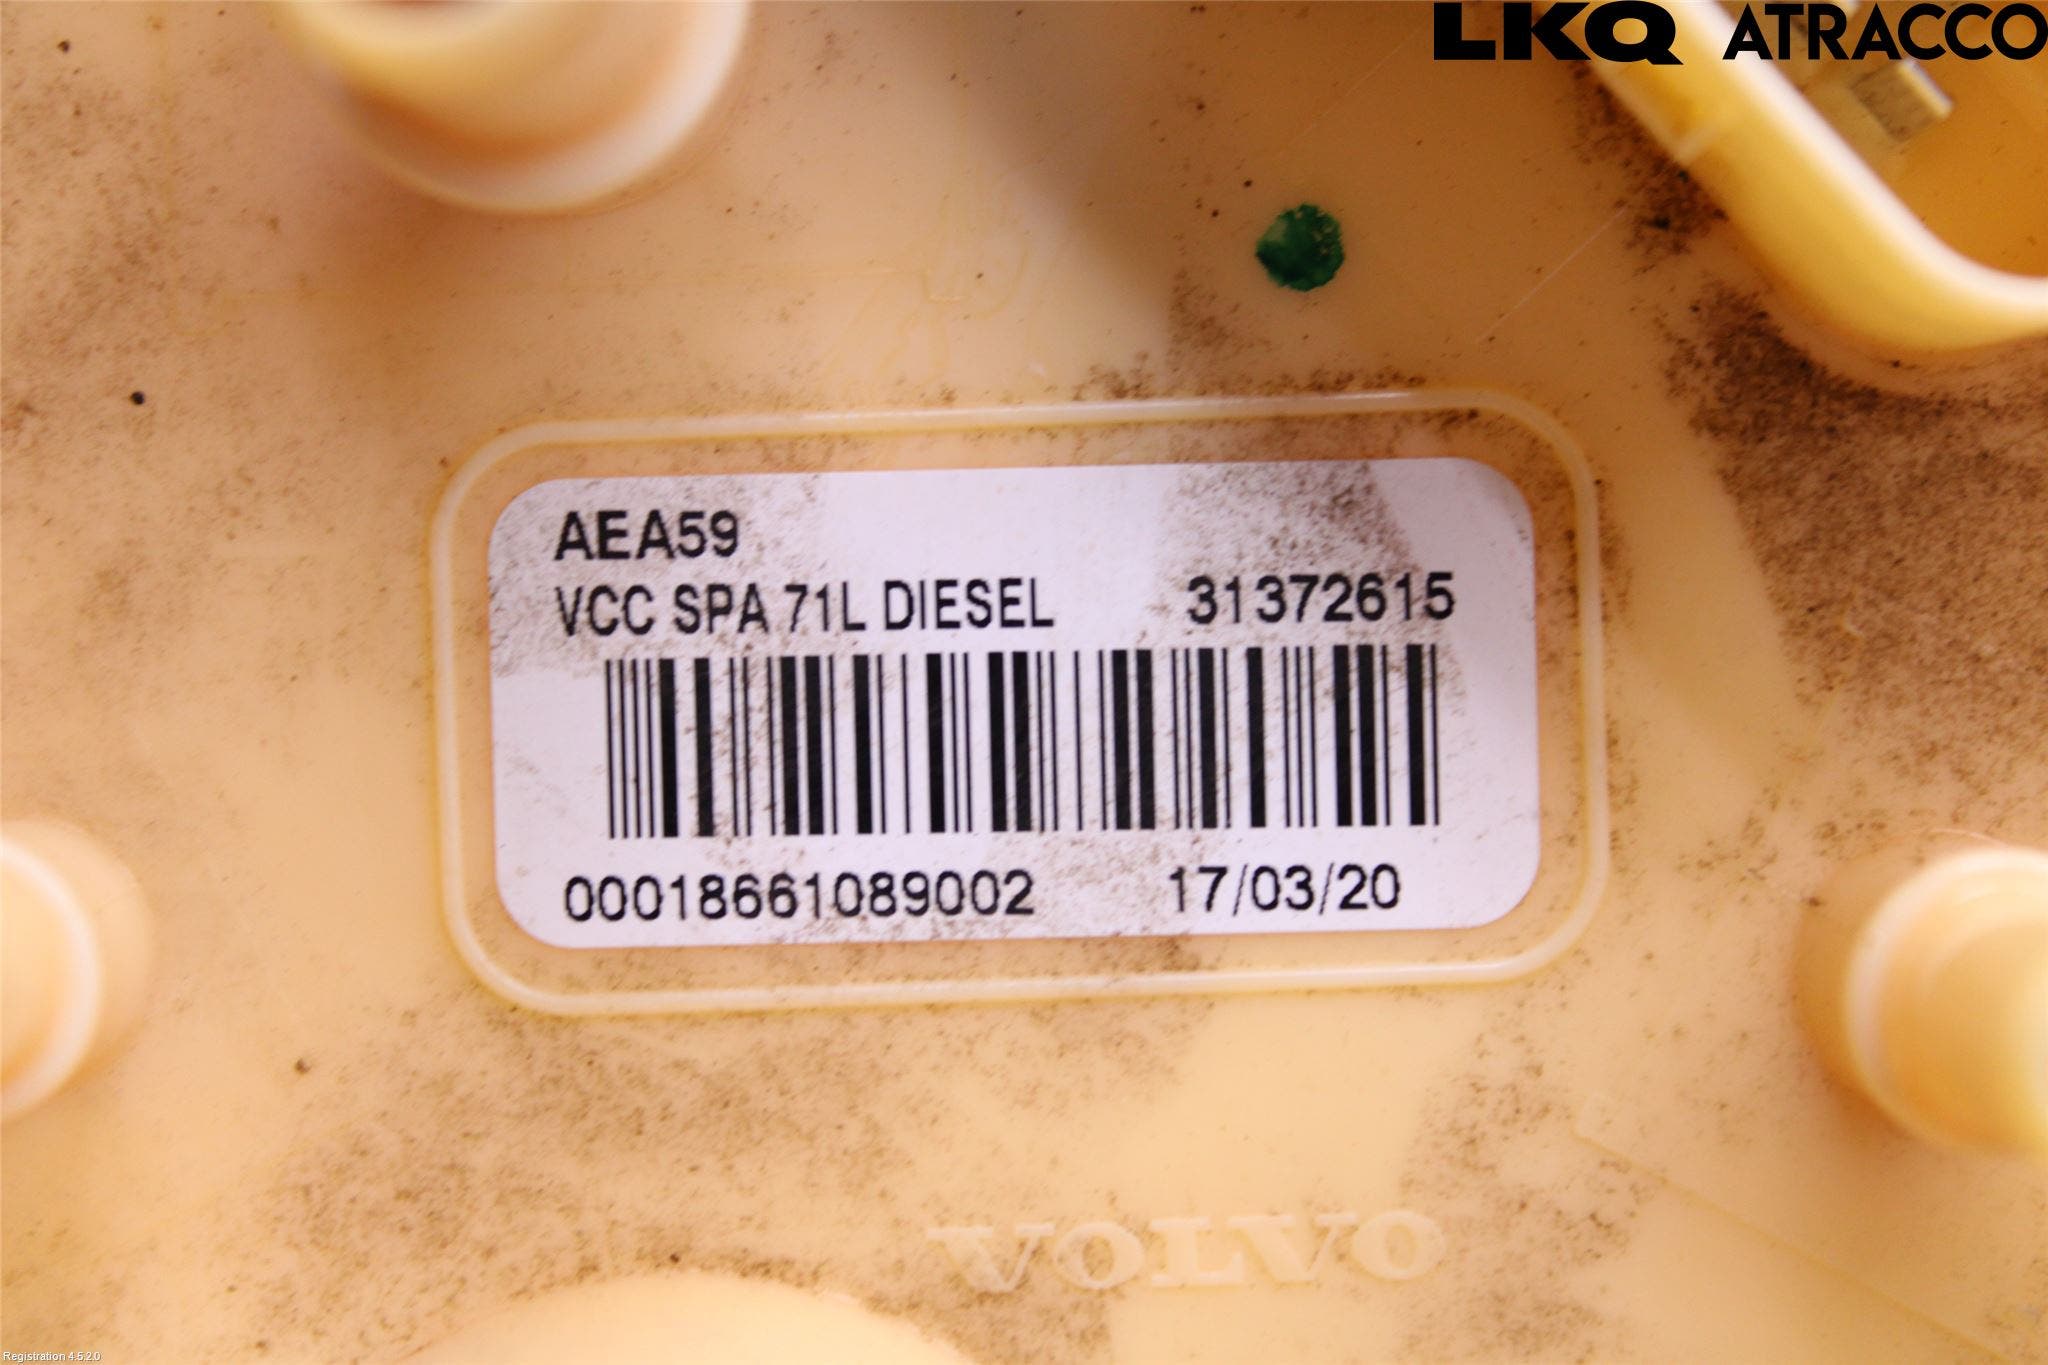 LKQ ATRACCO
AEA59
VCC SPA 71L DIESEL 31372615
00018661089002 17/03/20
VOLVO
Registration 4.5.2.0